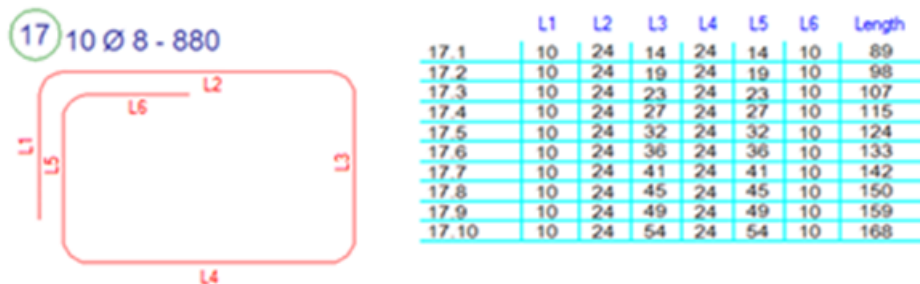 17 10 Ø 8 - 880
L2
L6
L1
L5
L3
L4
L1 L2 L3 L4 L5 L6 Length
17.1 10 24 14 24 14 10 89
17.2 10 24 19 24 19 10 98
17.3 10 24 23 24 23 10 107
17.4 10 24 27 24 27 10 115
17.5 10 24 32 24 32 10 124
17.6 10 24 36 24 36 10 133
17.7 10 24 41 24 41 10 142
17.8 10 24 45 24 45 10 150
17.9 10 24 49 24 49 10 159
17.10 10 24 54 24 54 10 168